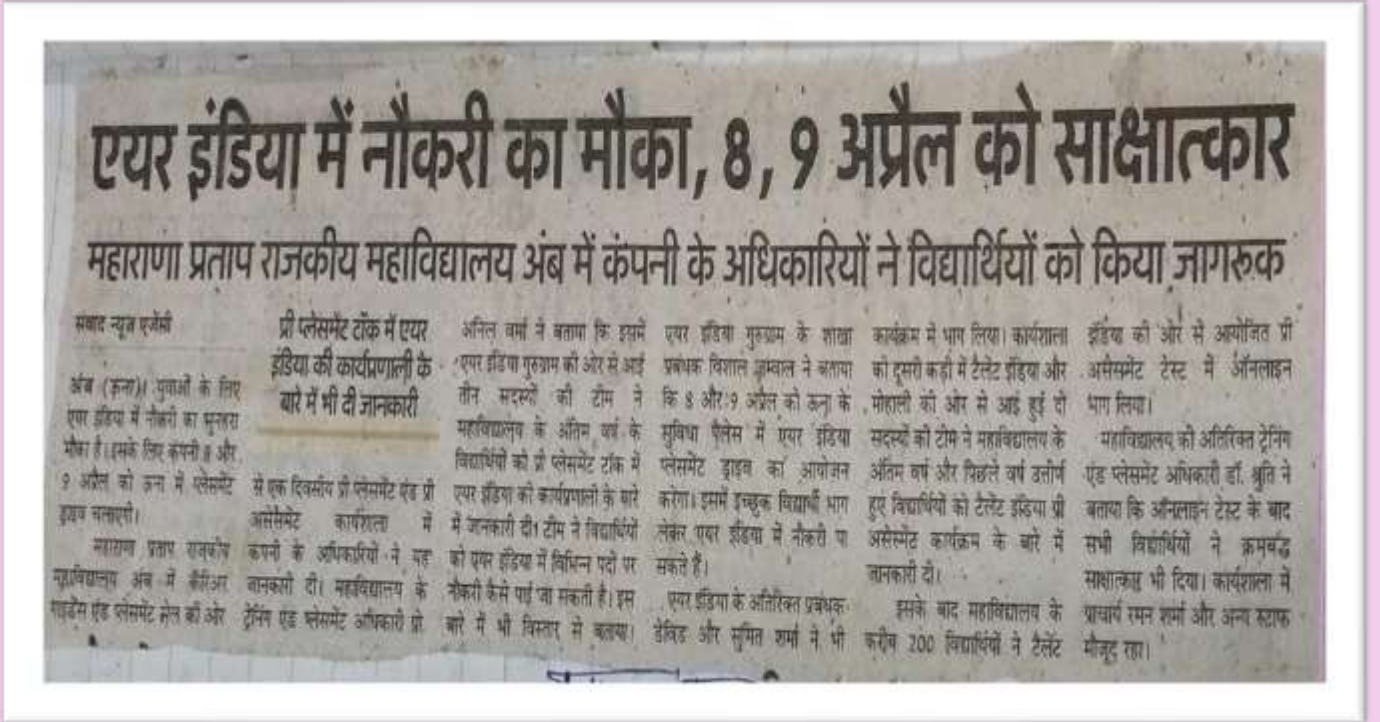 एयर इंडिया में नौकरी का मौका, 8, 9 अप्रैल को साक्षात्कार
महाराणा प्रताप राजकीय महाविद्यालय अंब में कंपनी के अधिकारियों ने विद्यार्थियों को किया जागरूक
संवाद न्यूज एजेंसी
अंब (ऊना)। युवाओं के लिए
एयर इंडिया में नौकरी का सुनहरा
मौका है। इसके लिए कंपनी 8 और
9 अप्रैल को ऊना में प्लेसमेंट
ड्राइव चलाएगी।
महाराणा प्रताप राजकीय
महाविद्यालय अंब में कैरिअर
गाइडेंस एंड प्लेसमेंट सेल की ओर
प्री प्लेसमेंट टॉक में एयर
इंडिया की कार्यप्रणाली के
बारे में भी दी जानकारी
से एक दिवसीय प्री प्लेसमेंट एंड प्री
असेसमेंट कार्यशाला में
कंपनी के अधिकारियों ने यह
जानकारी दी। महाविद्यालय के
ट्रेनिंग एंड प्लेसमेंट अधिकारी प्रो
अनिल वर्मा ने बताया कि इसमें
एयर इंडिया गुरुग्राम की ओर से आई
तीन सदस्यों की टीम ने
महाविद्यालय के अंतिम वर्ष के
विद्यार्थियों को प्री प्लेसमेंट टॉक में
एयर इंडिया की कार्यप्रणाली के बारे
में जानकारी दी। टीम ने विद्यार्थियों
को एयर इंडिया में विभिन्न पदों पर
नौकरी कैसे पाई जा सकती है। इस
बारे में भी विस्तार से बताया।
एयर इंडिया गुरुग्राम के शाखा
प्रबंधक विशाल जम्वाल ने बताया
कि 8 और 9 अप्रैल को ऊना के
सुविधा पैलेस में एयर इंडिया
प्लेसमेंट ड्राइव का आयोजन
करेगा। इसमें इच्छुक विद्यार्थी भाग
लेकर एयर इंडिया में नौकरी पा
सकते हैं।
एयर इंडिया के अतिरिक्त प्रबंधक
डेविड और सुमित शर्मा ने भी
कार्यक्रम में भाग लिया। कार्यशाला
की दूसरी कड़ी में टैलेंट इंडिया और
मोहाली की ओर से आई हुई दो
सदस्यों की टीम ने महाविद्यालय के
अंतिम वर्ष और पिछले वर्ष उत्तीर्ण
हुए विद्यार्थियों को टैलेंट इंडिया प्री
असेस्मेंट कार्यक्रम के बारे में
जानकारी दी।
इसके बाद महाविद्यालय के
करीब 200 विद्यार्थियों ने टैलेंट
इंडिया की ओर से आयोजित प्री
असेसमेंट टेस्ट में ऑनलाइन
भाग लिया।
महाविद्यालय की अतिरिक्त ट्रेनिंग
एंड प्लेसमेंट अधिकारी डॉ. श्रुति ने
बताया कि ऑनलाइन टेस्ट के बाद
सभी विद्यार्थियों ने क्रमबद्ध
साक्षात्कार भी दिया। कार्यशाला में
प्राचार्य रमन शर्मा और अन्य स्टाफ
मौजूद रहा।